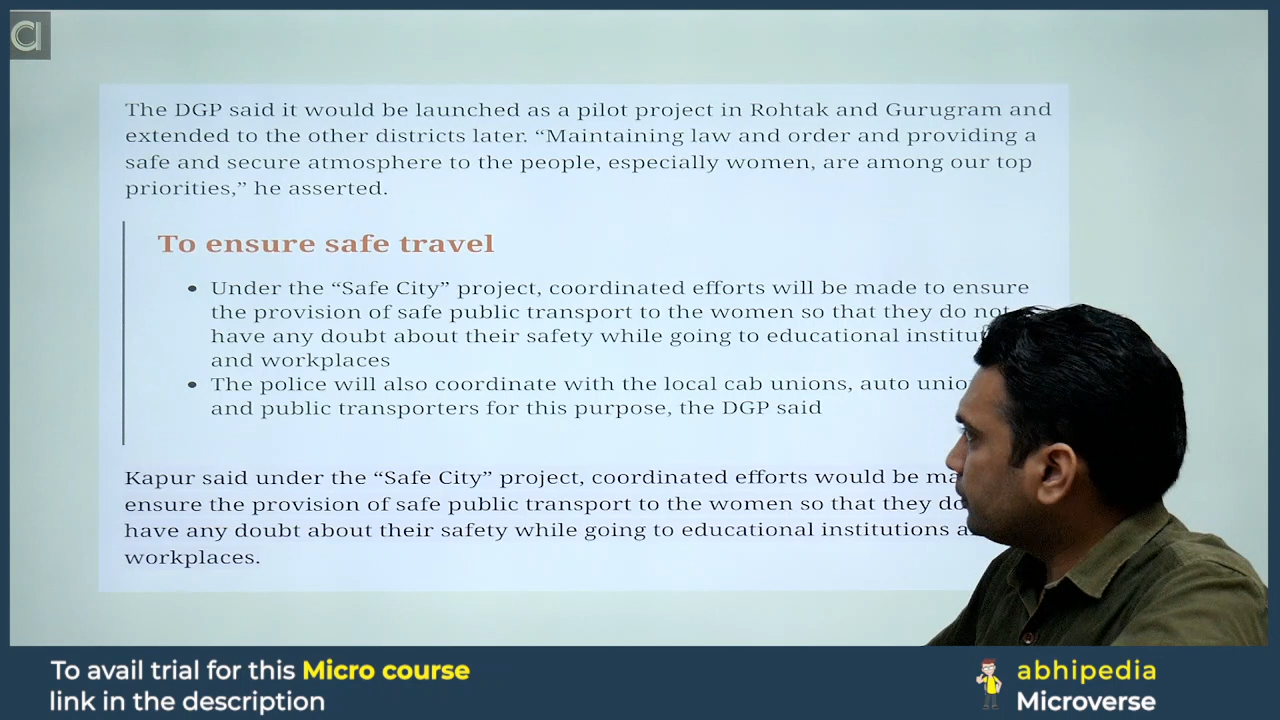 The DGP said it would be launched as a pilot project in Rohtak and Gurugram and
extended to the other districts later. “Maintaining law and order and providing a
safe and secure atmosphere to the people, especially women, are among our top
priorities,” he asserted.
To ensure safe travel
• Under the “Safe City” project, coordinated efforts will be made to ensure
the provision of safe public transport to the women so that they do not
have any doubt about their safety while going to educational
and workplaces
• The police will also coordinate with the local cab unions, auto
and public transporters for this purpose, the DGP said
Kapur said under the “Safe City” project, coordinated efforts would be
ensure the provision of safe public transport to the women so that they do
have any doubt about their safety while going to educational institutions
workplaces.
To avail trial for this Micro course
link in the description
abhipedia
Microverse